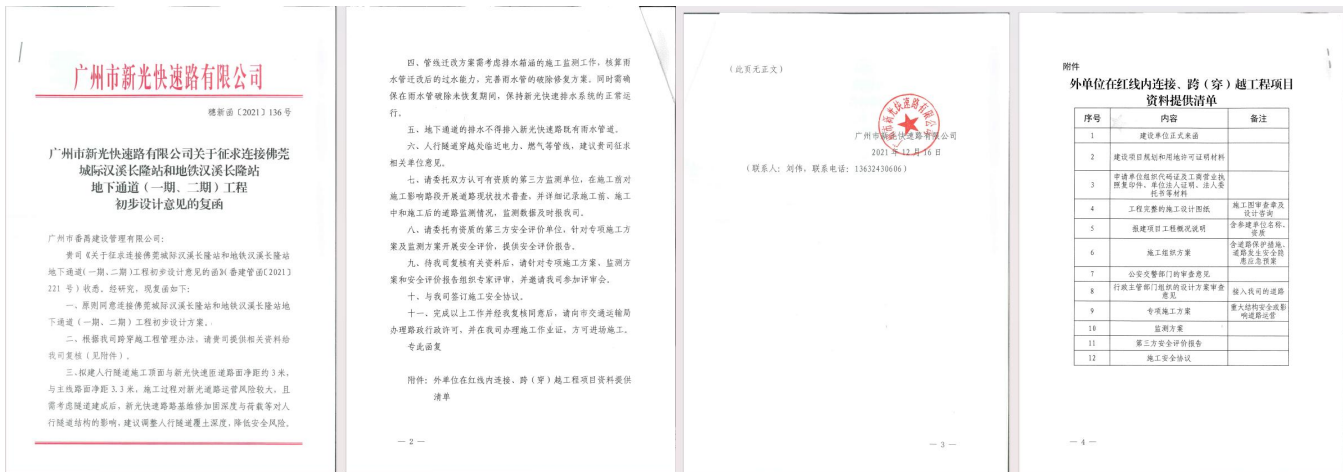 广州市新光快速路有限公司
穗新函〔2021〕136号
广州市新光快速路有限公司关于征求连接佛莞
城际汉溪长隆站和地铁汉溪长隆站
地下通道（一期、二期）工程
初步设计意见的复函
广州市番禺建设管理有限公司：
贵司《关于征求连接佛莞城际汉溪长隆站和地铁汉溪长隆站
地下通道（一期、二期）工程初步设计意见的函》（番建管函[2021]
221 号）收悉。经研究，现复函如下：
一、原则同意连接佛莞城际汉溪长隆站和地铁汉溪长隆站地
下通道（一期、二期）工程初步设计方案。
二、根据我司跨穿施工程管理办法，请贵司提供相关资料给
我司复核（见附件）。
三、拟建人行隧道施工顶面与新光快速匝道路面净距约3米，
与主线路面净距3.3米，施工过程对新光道路运营风险较大，且
需考虑隧道建成后，新光快速路路基维修加固深度与荷载等对人
行隧道结构的影响，建议调整人行隧道覆土深度，降低安全风险。
四、管线迁改方案需考虑排水箱涵的施工监测工作，核算雨
水管迁改后的过水能力，完善雨水管的破除修复方案。同时需确
保在雨水管破除未恢复期间，保持新光快速排水系统的正常运
行。
五、地下通道的排水不得排入新光快速路既有雨水管道。
六、人行隧道穿越处临近电力、燃气等管线，建议贵司征求
相关单位意见。
七、请委托双方认可有资质的第三方监测单位，在施工前对
施工影响路段开展道路现状技术普查，并详细记录施工前、施工
中和施工后的道路监测情况，监测数据及时报我司。
八、请委托有资质的第三方安全评价单位，针对专项施工方
案及监测方案开展安全评价，提供安全评价报告。
九、待我司复核有关资料后，请针对专项施工方案、监测方
案和安全评价报告组织专家评审，并邀请我司参加评审会。
十、与我司签订施工安全协议。
十一、完成以上工作并经我复核同意后，请向市交通运输局
办理路政行政许可，并在我司办理施工作业证，方可进场施工。
专此函复
附件：外单位在红线内连接、跨（穿）越工程项目资料提供
清单
— 2 —
（此页无正文）
广州市新光快速路有限公司
2021年12月16日
（联系人：刘伟，联系电话：13632430606）
— 3 —
附件
外单位在红线内连接、跨（穿）越工程项目
资料提供清单
序号 内容 备注
1 建设单位正式来函
2 建设项目规划和用地许可证明材料
3 申请单位组织代码证及工商营业执
照复印件、单位法人证明、法人委
托书等材料
4 工程完整的施工设计图纸 施工图审查章及
设计咨询
5 报建项目工程概况说明 含参建单位名称、
资质
6 施工组织方案 含道路保护措施、
道路发生安全隐
患应急预案
7 公安交警部门的审查意见
8 行政主管部门组织的设计方案审查
意见 接入我司的道路
9 专项施工方案 重大结构安全或影
响道路运营
10 监测方案
11 第三方安全评价报告
12 施工安全协议
— 4 —